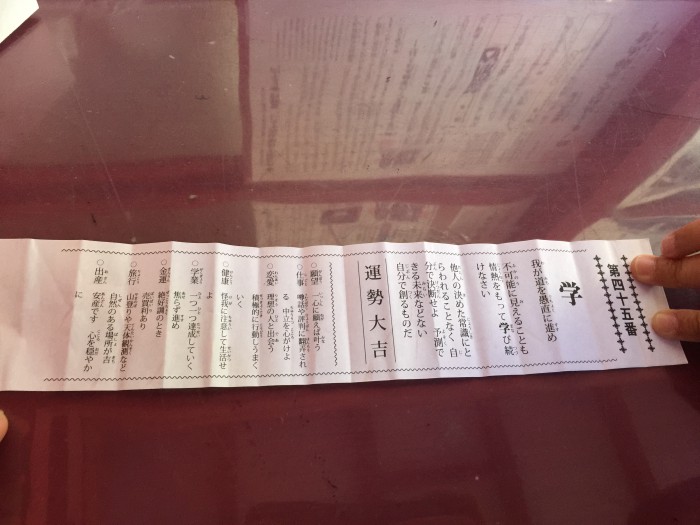 第四十五番
学
我が道を愚直に進め
不可能に見えることも
情熱をもって学び続
けなさい
他人の決めた常識にと
らわれることなく 自
分で決断せよ 予測で
きる未来などない
自分で創るものだ
運勢大吉
○願望 一心に願えば叶う
○仕事 噂話や評判に翻弄され
る 中立を心がけよ
○恋愛 理想の人と出会う
積極的に行動しうまく
いく
○健康 怪我に注意して生活せ
よ
○学業 一つ一つ達成していく
焦らず進め
○金運 絶好調のとき
売買利あり
○旅行 山登りや天体観測など
自然のある場所が吉
○出産 安産です 心を穏やか
に